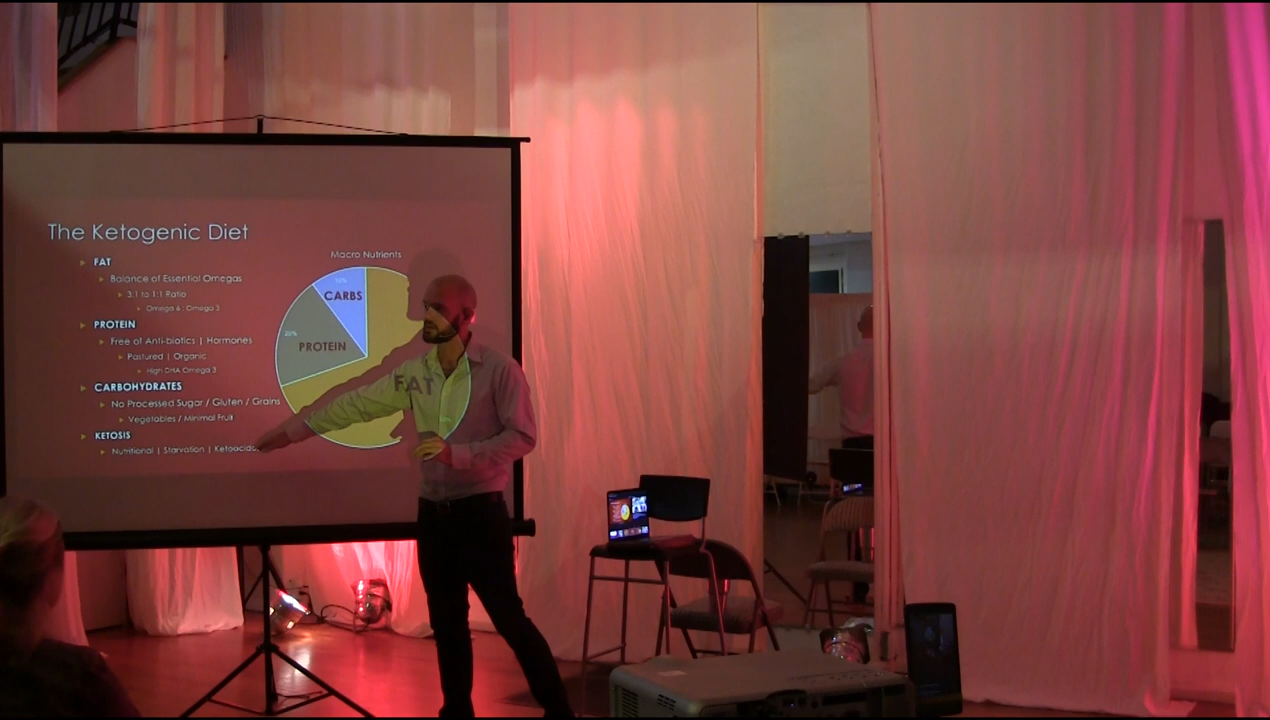 The Ketogenic Diet
FAT
Balance of Essential Omegas
3:1 to 1:1 Ratio
Omega 6 : Omega 3
PROTEIN
Free of Anti-biotics | Hormones
Pastured | Organic
High DHA Omega 3
CARBOHYDRATES
No Processed Sugar / Gluten / Grains
Vegetables / Minimal Fruit
KETOSIS
Nutritional | Starvation |
Macro Nutrients
CARBS
20%
PROTEIN
FAT